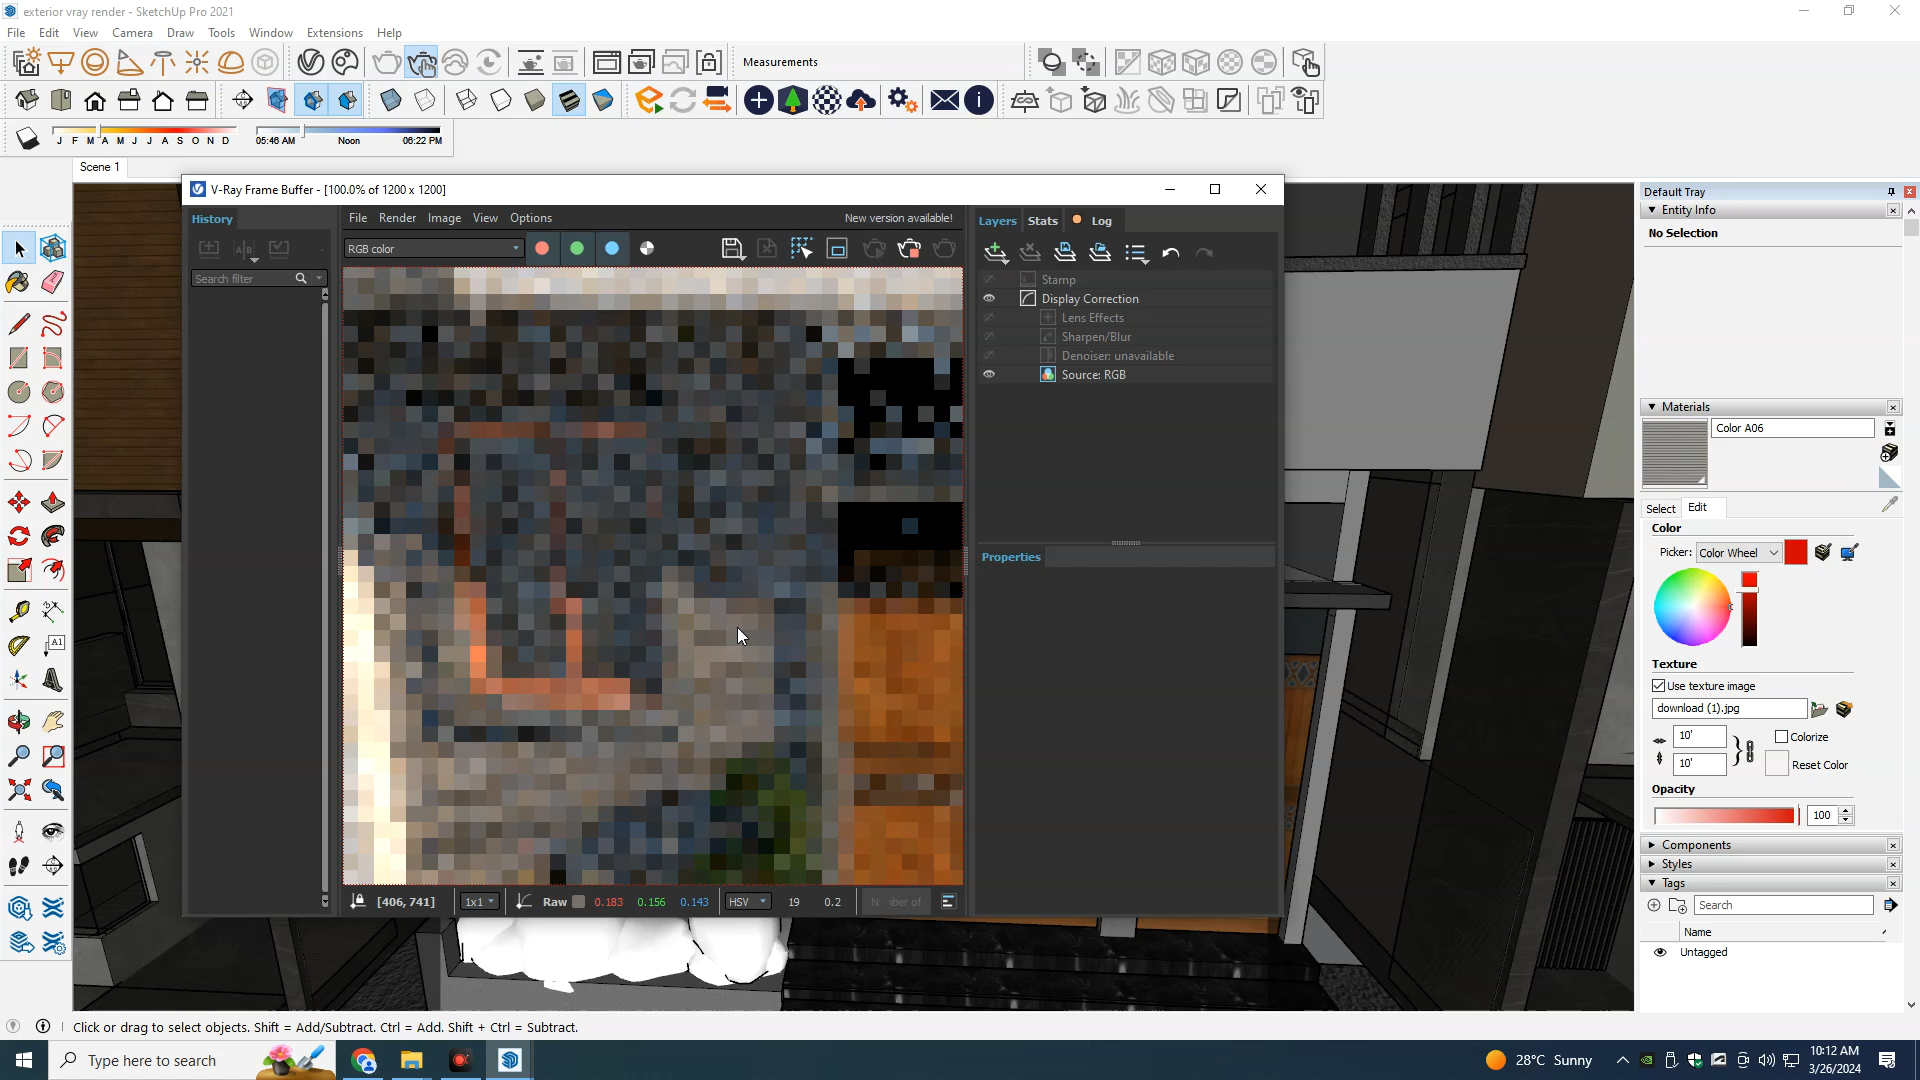 exterior vray render - SketchUp Pro 2021
File Edit View Camera Draw Tools Window Extensions Help
Measurements
J F M A M J J A S O N D
05:46 AM Noon 06:22 PM
Scene 1
V-Ray Frame Buffer - [100.0% of 1200 x 1200]
History
File Render Image View Options New version available!
RGB color
Search filter
Layers Stats Log
Stamp
Display Correction
Lens Effects
Sharpen/Blur
Denoiser: unavailable
Source: RGB
Properties
[406, 741] 1x1 Raw 0.183 0.156 0.143 HSV 19 0.2
Default Tray
Entity Info
No Selection
Materials
Color A06
Select Edit
Color
Picker: Color Wheel
Texture
Use texture image
download (1).jpg
10'
Colorize
10'
Reset Color
Opacity
100
Components
Styles
Tags
Search
Name
Untagged
A1
Click or drag to select objects. Shift = Add/Subtract. Ctrl = Add. Shift + Ctrl = Subtract.
Type here to search
28°C Sunny
10:12 AM
3/26/2024